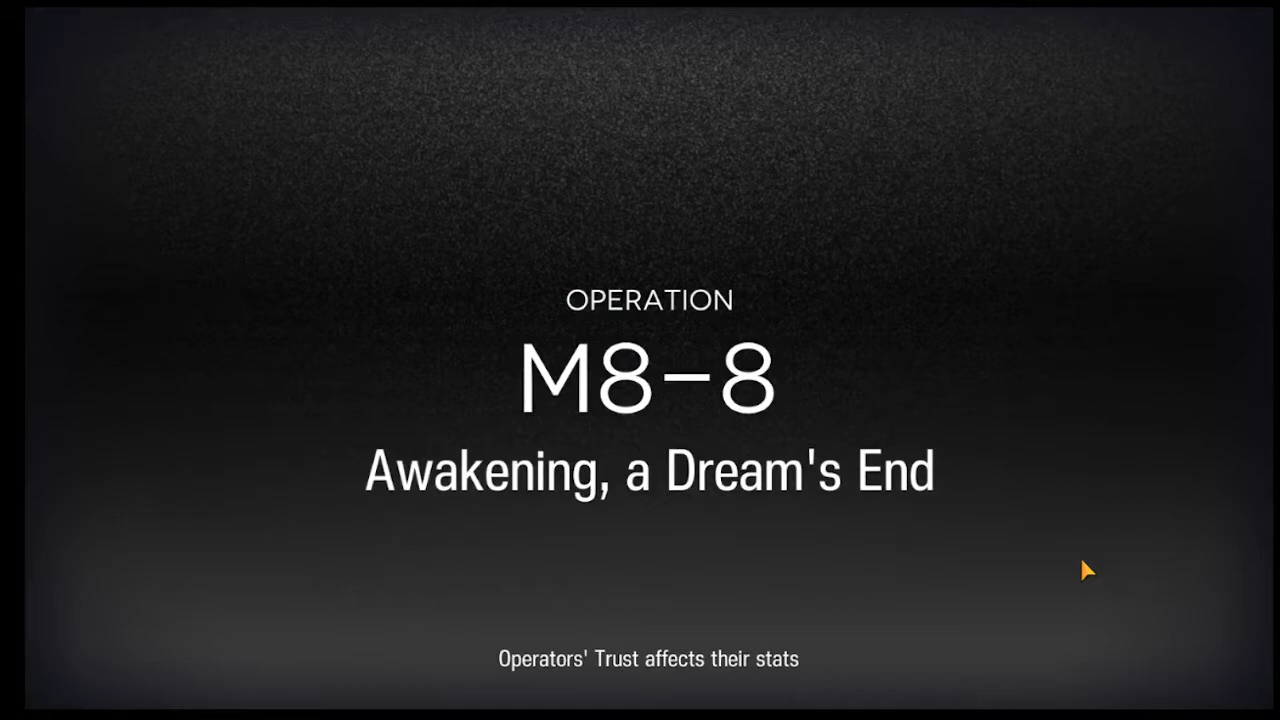 OPERATION
M8-8
Awakening, a Dream's End
Operators' Trust affects their stats